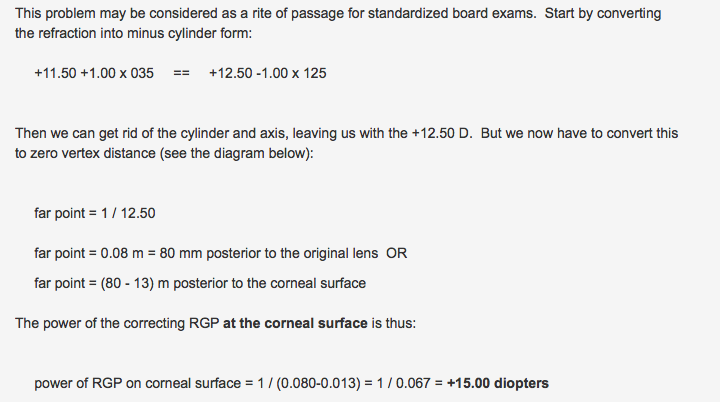 This problem may be considered as a rite of passage for standardized board exams.  Start by converting
the refraction into minus cylinder form:
+11.50 +1.00 x 035     ==     +12.50 -1.00 x 125
Then we can get rid of the cylinder and axis, leaving us with the +12.50 D.  But we now have to convert this
to zero vertex distance (see the diagram below):
far point = 1 / 12.50
far point = 0.08 m = 80 mm posterior to the original lens  OR
far point = (80 - 13) m posterior to the corneal surface
The power of the correcting RGP at the corneal surface is thus:
power of RGP on corneal surface = 1 / (0.080-0.013) = 1 / 0.067 = +15.00 diopters